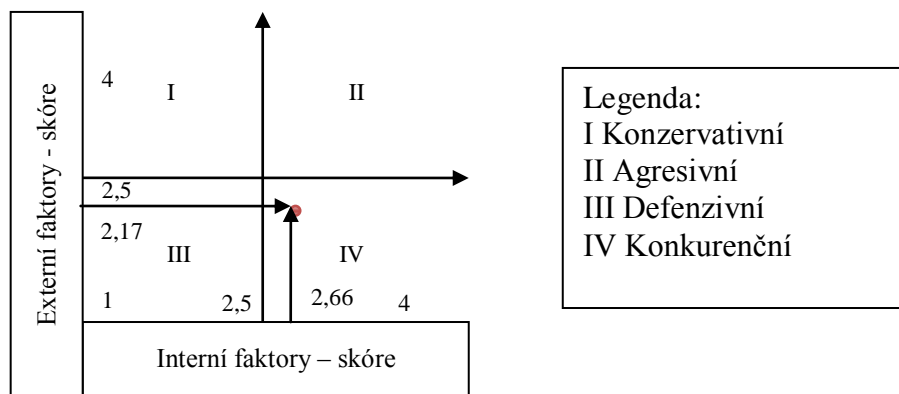 Externí faktory - skóre
4
I
II
2,5
2,17
III
IV
1
2,5
2,66
4
Interní faktory – skóre
Legenda:
I Konzervativní
II Agresivní
III Defenzivní
IV Konkurenční